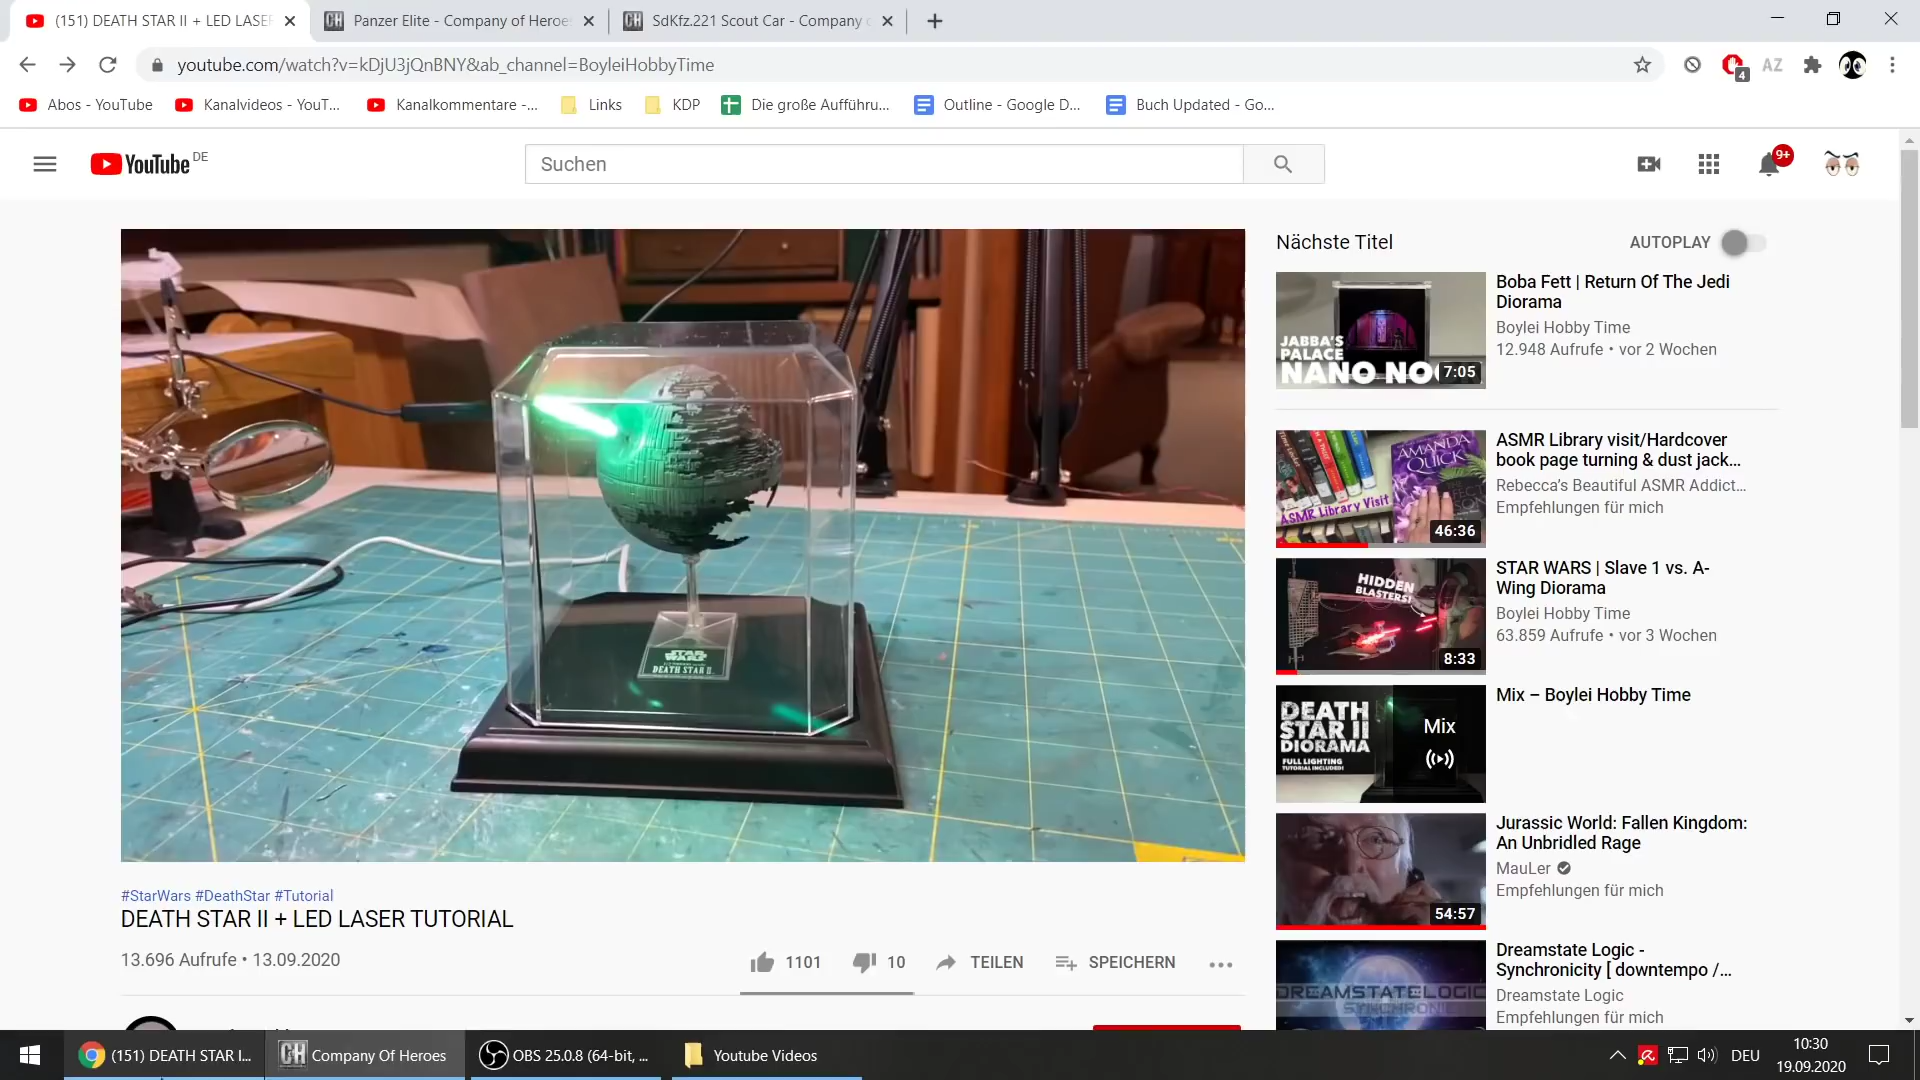 (151) DEATH STAR II + LED LASER
Panzer Elite - Company of Heroes
SdKfz.221 Scout Car - Company o
youtube.com/watch?v=kDjU3jQnBNY&ab_channel=BoyleiHobbyTime
4
AZ
Abos - YouTube
Kanalvideos - YouT...
Kanalkommentare -...
Links
KDP
Die große Aufführu...
Outline - Google D...
Buch Updated - Go...
YouTube DE
Suchen
9+
STAR WARS
DEATH STAR II
#StarWars #DeathStar #Tutorial
DEATH STAR II + LED LASER TUTORIAL
13.696 Aufrufe • 13.09.2020
1101
10
TEILEN
SPEICHERN
Nächste Titel
AUTOPLAY
JABBA'S
PALACE
NANO NO
7:05
Boba Fett | Return Of The Jedi
Diorama
Boylei Hobby Time
12.948 Aufrufe • vor 2 Wochen
AMANDA
QUICK
ASMR Library Visit
46:36
ASMR Library visit/Hardcover
book page turning & dust jack...
Rebecca's Beautiful ASMR Addict...
Empfehlungen für mich
HIDDEN
BLASTERS!
8:33
STAR WARS | Slave 1 vs. A-
Wing Diorama
Boylei Hobby Time
63.859 Aufrufe • vor 3 Wochen
DEATH
STAR II
DIORAMA
FULL LIGHTING
TUTORIAL INCLUDED!
Mix
Mix – Boylei Hobby Time
54:57
Jurassic World: Fallen Kingdom:
An Unbridled Rage
MauLer
Empfehlungen für mich
DREAMSTATE LOGIC
SYNCHRONIC
Dreamstate Logic -
Synchronicity [ downtempo /...
Dreamstate Logic
Empfehlungen für mich
(151) DEATH STAR I...
Company Of Heroes
OBS 25.0.8 (64-bit, ...
Youtube Videos
DEU
10:30
19.09.2020